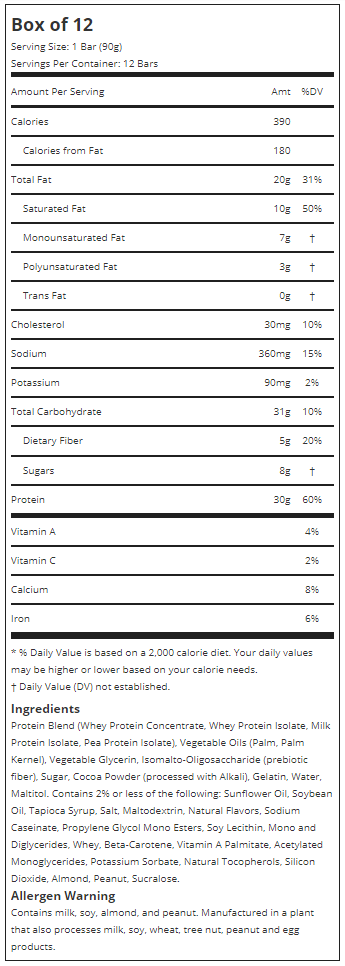 Box of 12
Serving Size: 1 Bar (90g)
Servings Per Container: 12 Bars
Amount Per Serving Amt %DV
Calories 390
Calories from Fat 180
Total Fat 20g 31%
Saturated Fat 10g 50%
Monounsaturated Fat 7g †
Polyunsaturated Fat 3g †
Trans Fat 0g †
Cholesterol 30mg 10%
Sodium 360mg 15%
Potassium 90mg 2%
Total Carbohydrate 31g 10%
Dietary Fiber 5g 20%
Sugars 8g †
Protein 30g 60%
Vitamin A 4%
Vitamin C 2%
Calcium 8%
Iron 6%
* % Daily Value is based on a 2,000 calorie diet. Your daily values
may be higher or lower based on your calorie needs.
† Daily Value (DV) not established.
Ingredients
Protein Blend (Whey Protein Concentrate, Whey Protein Isolate, Milk
Protein Isolate, Pea Protein Isolate), Vegetable Oils (Palm, Palm
Kernel), Vegetable Glycerin, Isomalto-Oligosaccharide (prebiotic
fiber), Sugar, Cocoa Powder (processed with Alkali), Gelatin, Water,
Maltitol. Contains 2% or less of the following: Sunflower Oil, Soybean
Oil, Tapioca Syrup, Salt, Maltodextrin, Natural Flavors, Sodium
Caseinate, Propylene Glycol Mono Esters, Soy Lecithin, Mono and
Diglycerides, Whey, Beta-Carotene, Vitamin A Palmitate, Acetylated
Monoglycerides, Potassium Sorbate, Natural Tocopherols, Silicon
Dioxide, Almond, Peanut, Sucralose.
Allergen Warning
Contains milk, soy, almond, and peanut. Manufactured in a plant
that also processes milk, soy, wheat, tree nut, peanut and egg
products.